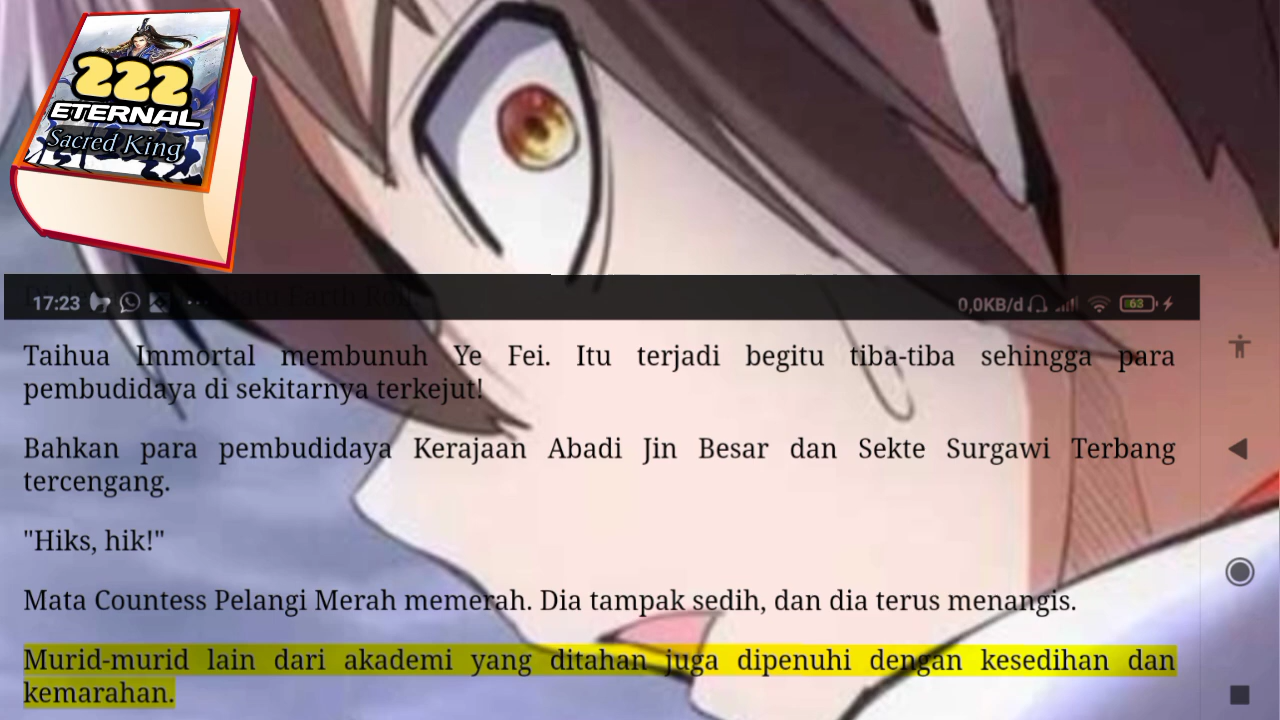 222
ETERNAL
Sacred King
17:23
0,0KB/d
63
Taihua Immortal membunuh Ye Fei. Itu terjadi begitu tiba-tiba sehingga para
pembudidaya di sekitarnya terkejut!
Bahkan para pembudidaya Kerajaan Abadi Jin Besar dan Sekte Surgawi Terbang
tercengang.
"Hiks, hik!"
Mata Countess Pelangi Merah memerah. Dia tampak sedih, dan dia terus menangis.
Murid-murid lain dari akademi yang ditahan juga dipenuhi dengan kesedihan dan
kemarahan.